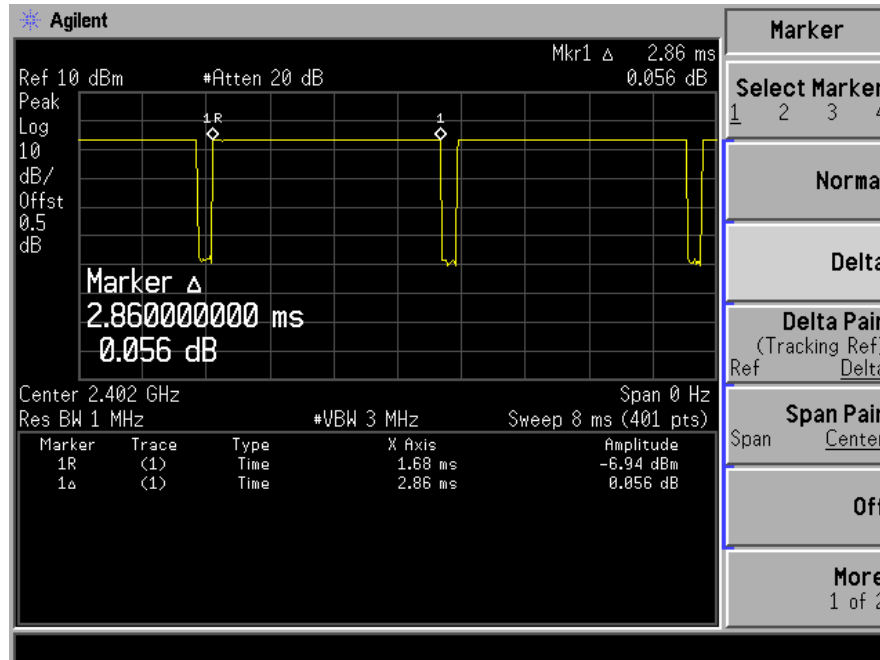 Agilent
Mkr1 Δ 2.86 ms
Ref 10 dBm #Atten 20 dB 0.056 dB
Peak
Log
10
dB/
Offst
0.5
dB
1R 1
Marker Δ
2.860000000 ms
0.056 dB
Center 2.402 GHz Span 0 Hz
Res BW 1 MHz #VBW 3 MHz Sweep 8 ms (401 pts)
Marker Trace Type X Axis Amplitude
1R (1) Time 1.68 ms -6.94 dBm
1Δ (1) Time 2.86 ms 0.056 dB
Marker
Select Marker
1 2 3 4
Norma
Delta
Delta Pair
(Tracking Ref)
Ref Delta
Span Pair
Span Center
Off
More
1 of 2